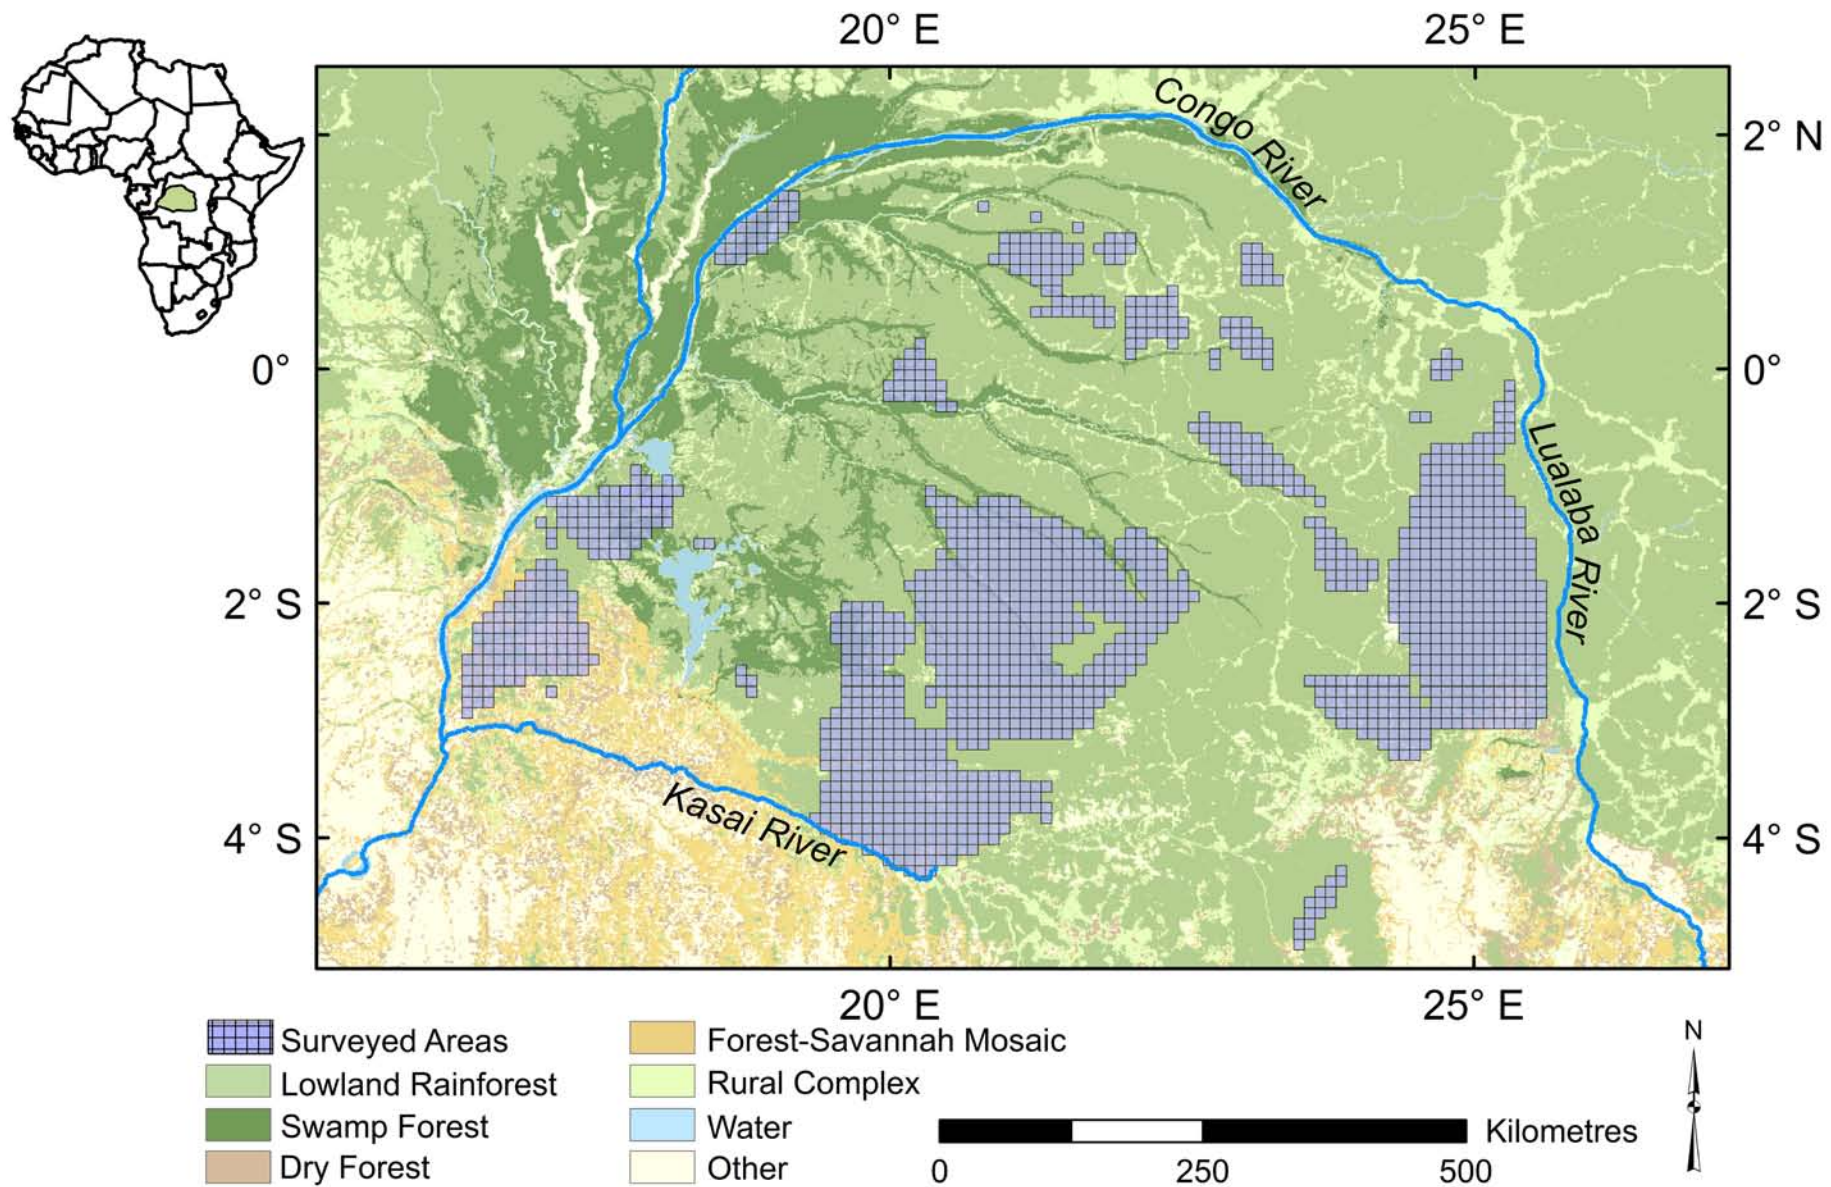 20° E 25° E
Congo River
2° N
0° 0°
Lualaba River
2° S 2° S
Kasai River
4° S 4° S
20° E 25° E
Surveyed Areas Forest-Savannah Mosaic
Lowland Rainforest Rural Complex
Swamp Forest Water
Dry Forest Other
N
Kilometres
0 250 500